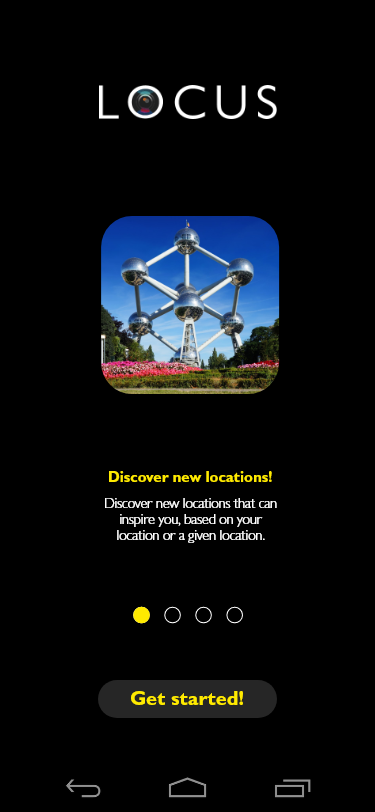 LOCUS
Discover new locations!
Discover new locations that can
inspire you, based on your
location or a given location.
Get started!